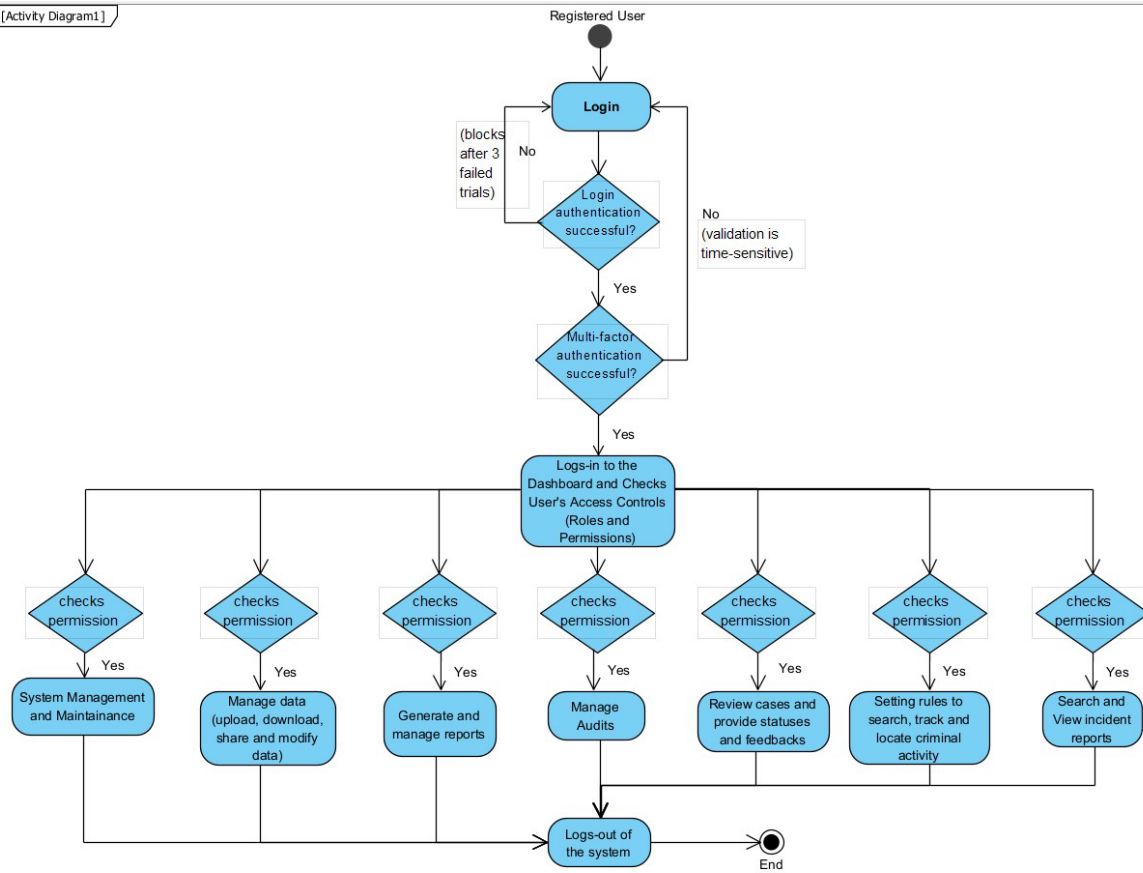 [Activity Diagram1]
Registered User
Login
(blocks
after 3
failed
trials)
No
Login
authentication
successful?
No
(validation is
time-sensitive)
Yes
Multi-factor
authentication
successful?
Yes
Logs-in to the
Dashboard and Checks
User's Access Controls
(Roles and
Permissions)
checks
permission
checks
permission
checks
permission
checks
permission
checks
permission
checks
permission
checks
permission
Yes
Yes
Yes
Yes
Yes
Yes
Yes
System Management
and Maintainance
Manage data
(upload, download,
share and modify
data)
Generate and
manage reports
Manage
Audits
Review cases and
provide statuses
and feedbacks
Setting rules to
search, track and
locate criminal
activity
Search and
View incident
reports
Logs-out of
the system
End